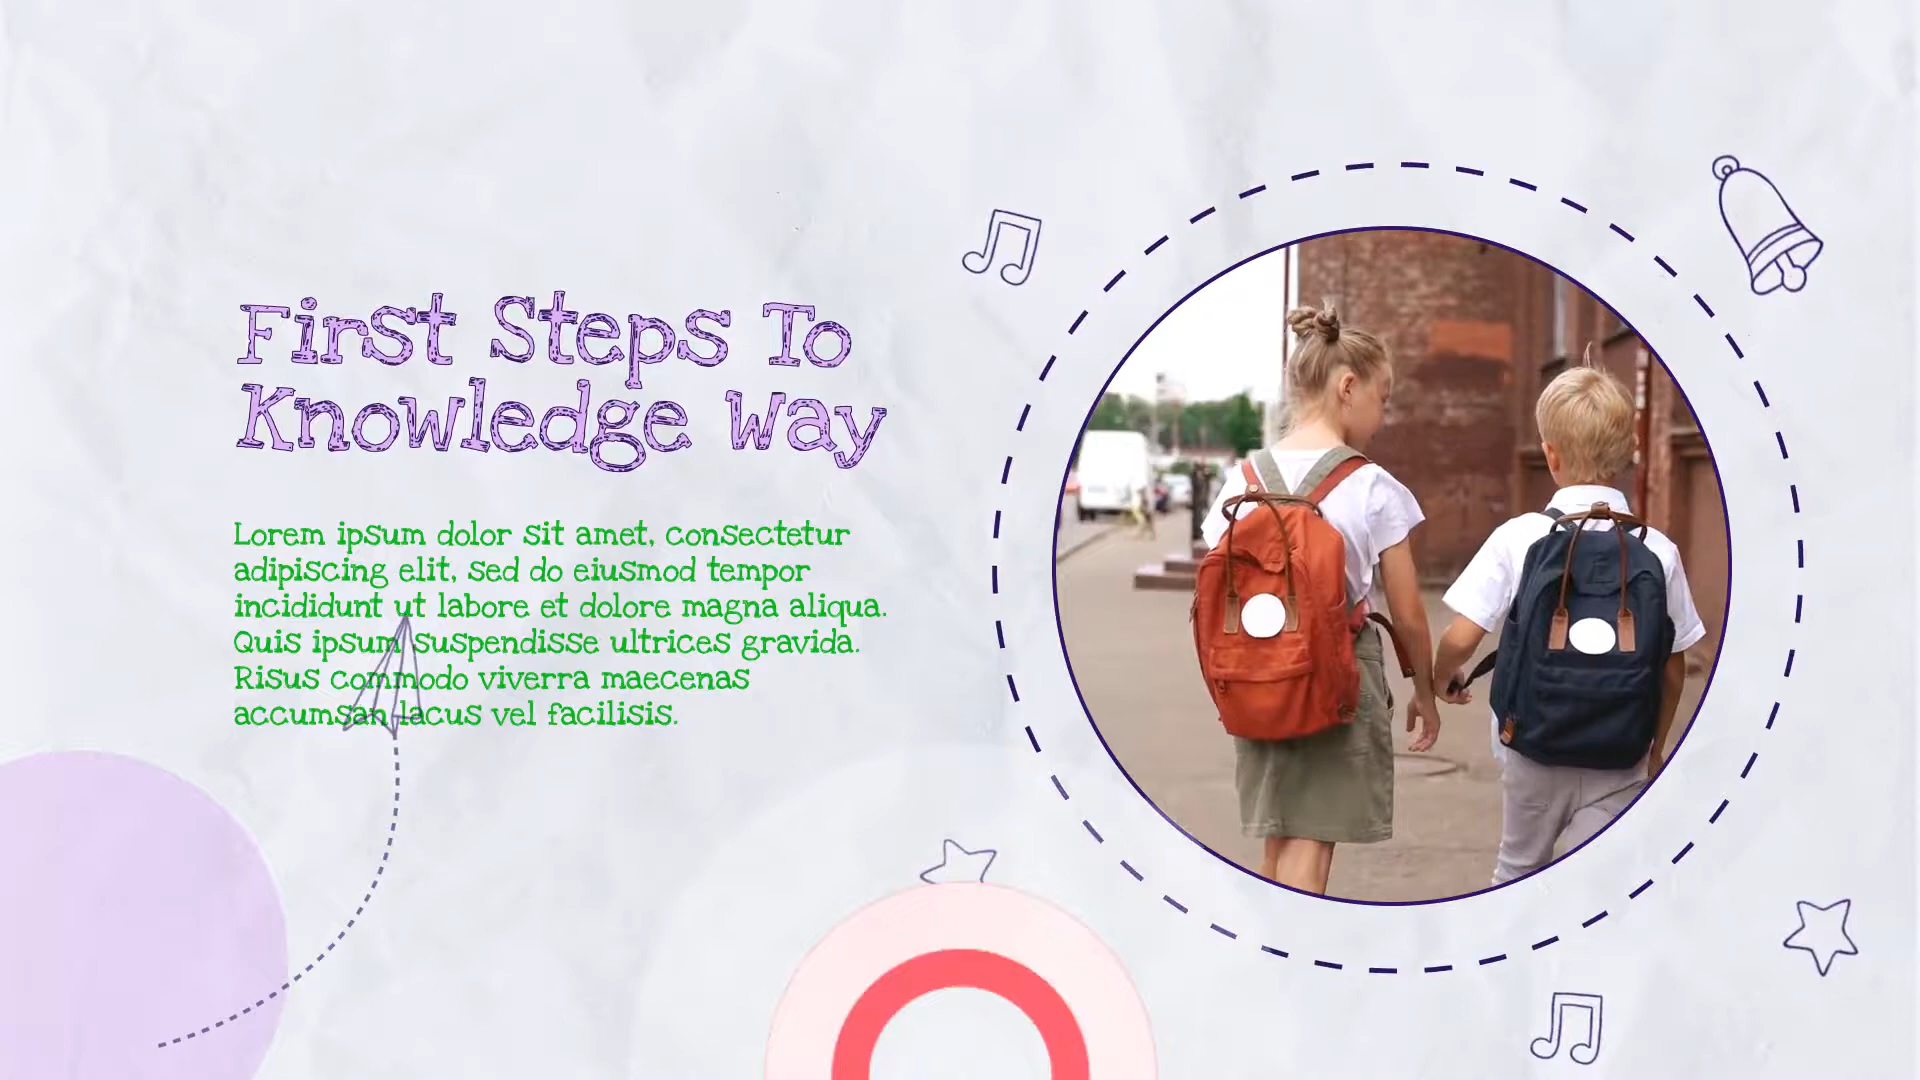 First Steps To
Knowledge Way
Lorem ipsum dolor sit amet, consectetur
adipiscing elit, sed do eiusmod tempor
incididunt ut labore et dolore magna aliqua.
Quis ipsum suspendisse ultrices gravida.
Risus commodo viverra maecenas
accumsan lacus vel facilisis.